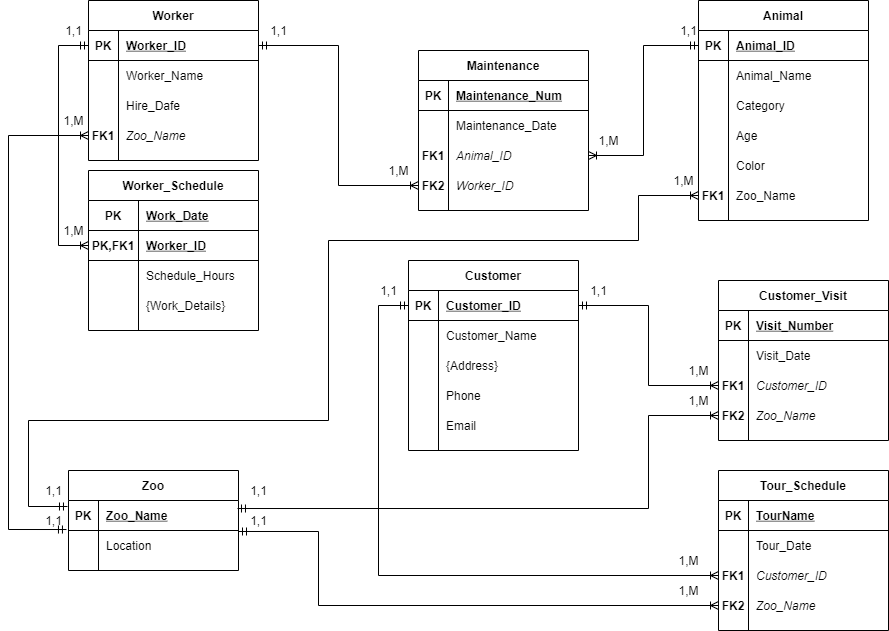 Worker
1,1
PK Worker_ID
1,1
Worker_Name
Hire_Dafe
1,M
FK1 Zoo_Name
Worker_Schedule
PK Work_Date
1,M
PK,FK1 Worker_ID
Schedule_Hours
{Work_Details}
Maintenance
PK Maintenance_Num
Maintenance_Date
FK1 Animal_ID
1,M
1,M
FK2 Worker_ID
Animal
1,1
PK Animal_ID
Animal_Name
Category
Age
Color
1,M
FK1 Zoo_Name
Customer
1,1
PK Customer_ID
1,1
Customer_Name
{Address}
Phone
Email
Customer_Visit
PK Visit_Number
Visit_Date
1,M
FK1 Customer_ID
1,M
FK2 Zoo_Name
Zoo
1,1
1,1
PK Zoo_Name
1,1
1,1
Location
Tour_Schedule
PK TourName
Tour_Date
1,M
FK1 Customer_ID
1,M
FK2 Zoo_Name